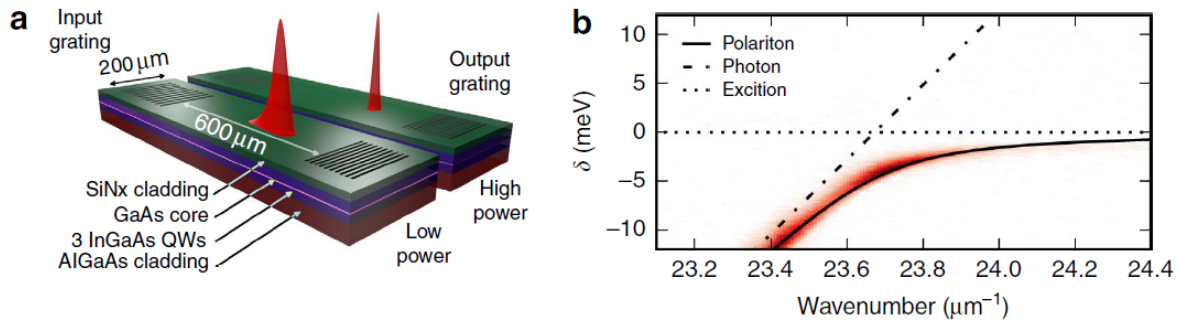 a
Input
grating
200 μm
600 μm
Output
grating
SiNx cladding
GaAs core
3 InGaAs QWs
AlGaAs cladding
High
power
Low
power
b
10
5
0
−5
−10
δ (meV)
Polariton
Photon
Excition
23.2 23.4 23.6 23.8 24.0 24.2 24.4
Wavenumber (μm⁻¹)